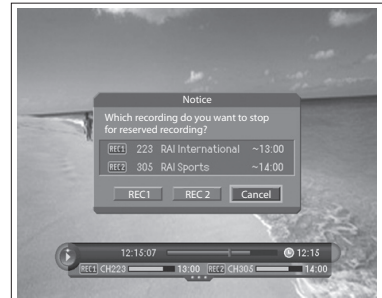 Notice
Which recording do you want to stop
for reserved recording?
REC1 223 RAI International ~13:00
REC2 305 RAI Sports ~14:00
REC1 REC 2 Cancel
12:15:07 12:15
REC1 CH223 13:00 REC2 CH305 14:00